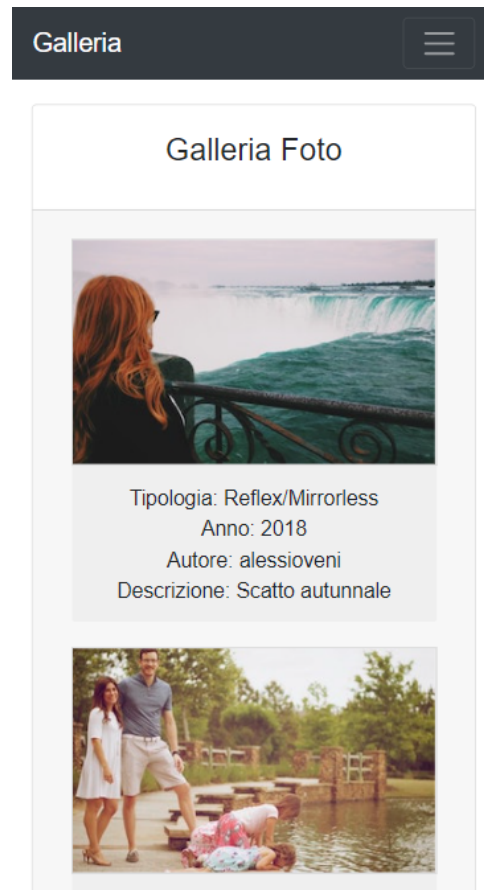 Galleria
Galleria Foto
Tipologia: Reflex/Mirrorless
Anno: 2018
Autore: alessioveni
Descrizione: Scatto autunnale